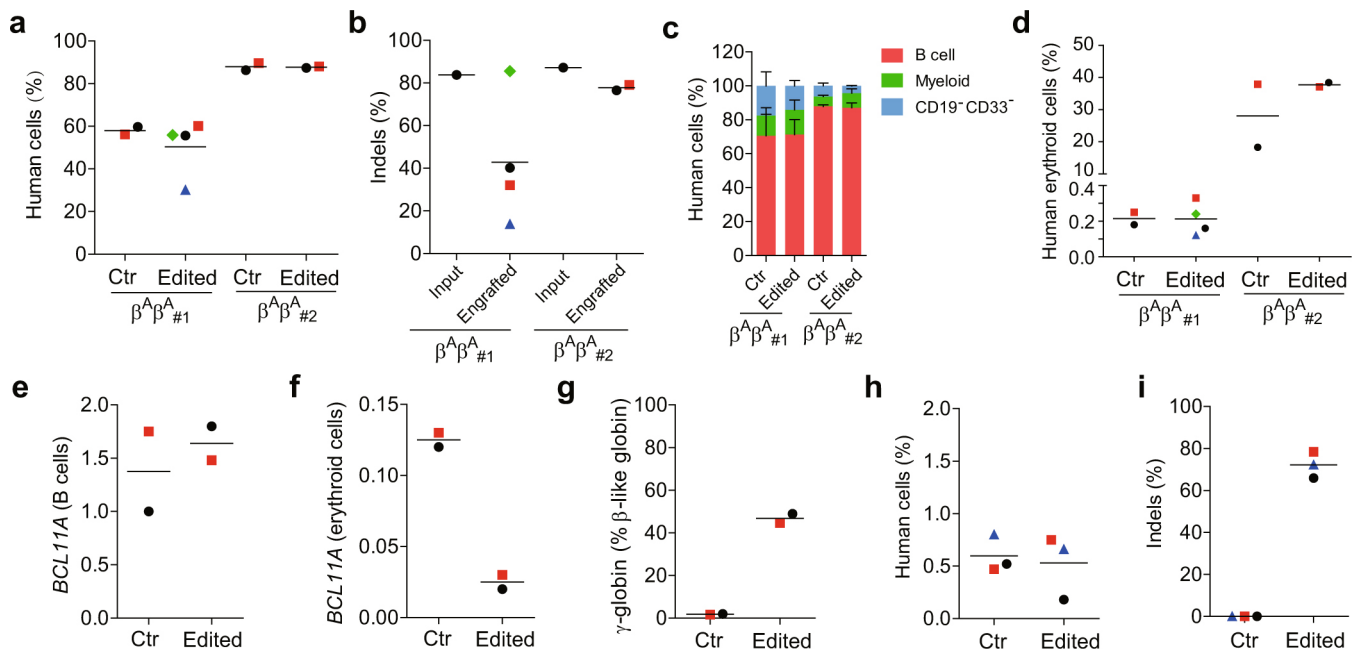 a
Human cells (%)
100
80
60
40
20
0
Ctr Edited Ctr Edited
βᴬβᴬ#1 βᴬβᴬ#2
b
Indels (%)
100
80
60
40
20
0
Input Engrafted Input Engrafted
βᴬβᴬ#1 βᴬβᴬ#2
c
Human cells (%)
120
100
80
60
40
20
0
B cell
Myeloid
CD19⁻CD33⁻
Ctr Edited Ctr Edited
βᴬβᴬ#1 βᴬβᴬ#2
d
Human erythroid cells (%)
50
40
30
20
10
0.4
0.2
0.0
Ctr Edited Ctr Edited
βᴬβᴬ#1 βᴬβᴬ#2
e
BCL11A (B cells)
2.0
1.5
1.0
0.5
0.0
Ctr Edited
f
BCL11A (erythroid cells)
0.15
0.10
0.05
0.00
Ctr Edited
g
γ-globin (% β-like globin)
100
80
60
40
20
0
Ctr Edited
h
Human cells (%)
2.0
1.5
1.0
0.5
0.0
Ctr Edited
i
Indels (%)
100
80
60
40
20
0
Ctr Edited